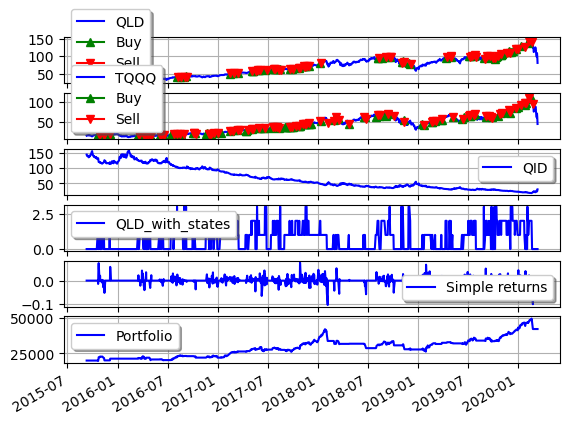 QLD
Buy
Sell
150
100
50
TQQQ
Buy
Sell
100
50
150
100
50
QID
2.5
0.0
QLD_with_states
0.0
−0.1
Simple returns
50000
25000
Portfolio
2015-07
2016-01
2016-07
2017-01
2017-07
2018-01
2018-07
2019-01
2019-07
2020-01